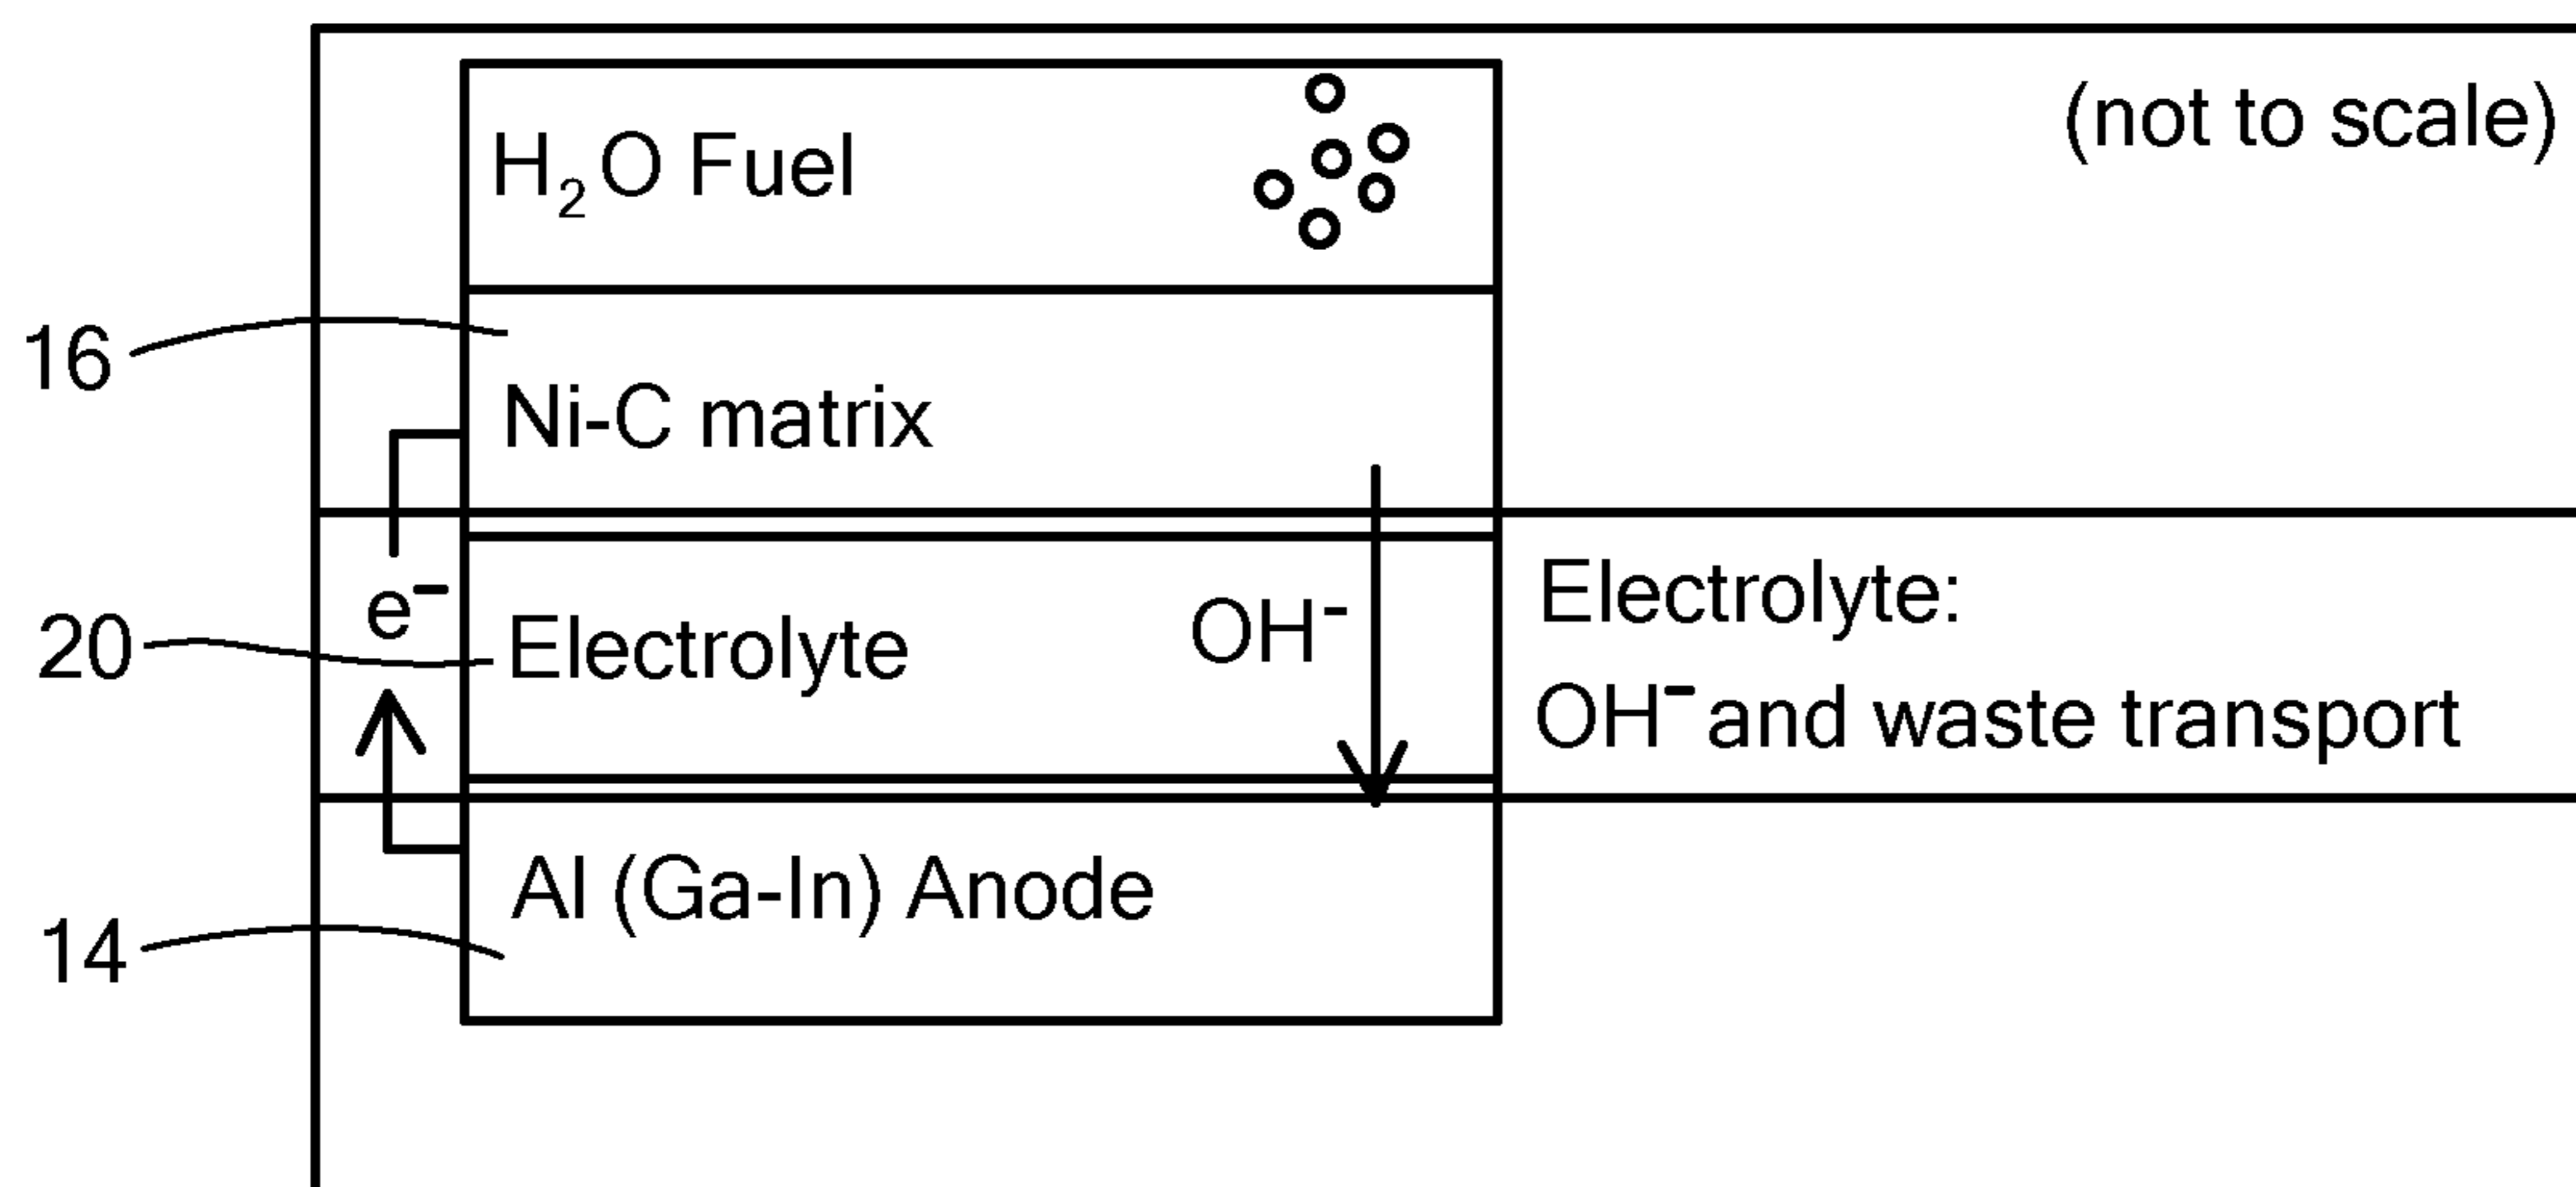 (not to scale)
H₂O Fuel
16
Ni-C matrix
e⁻
20
Electrolyte
OH⁻
Electrolyte:
OH⁻ and waste transport
Al (Ga-In) Anode
14